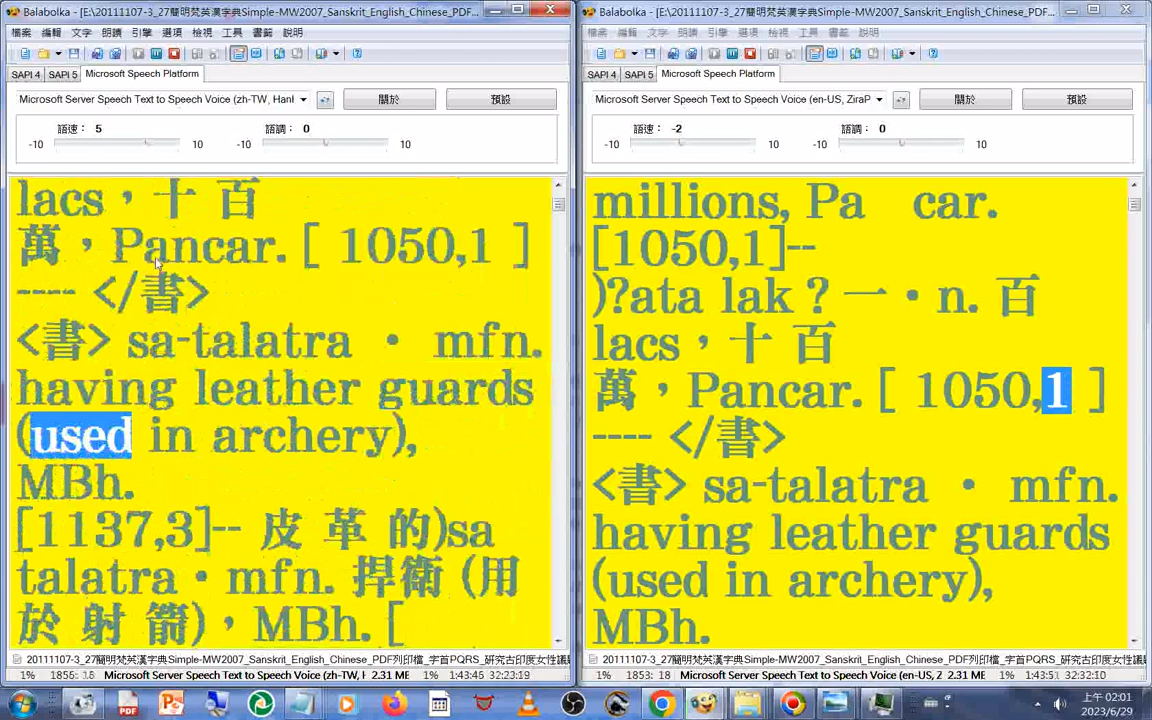 Balabolka - [E:\20111107-3_27簡明梵英漢字典Simple-MW2007_Sanskrit_English_Chinese_PDF...
檔案 編輯 文字 朗讀 引擎 選項 檢視 工具 書籤 說明
SAPI 4 SAPI 5 Microsoft Speech Platform
Microsoft Server Speech Text to Speech Voice (zh-TW, Hanl
關於 預設
語速： 5 語調： 0
-10 10 -10 10
lacs，十 百
萬，Pancar. [ 1050,1 ]
---- </書>
<書> sa-talatra • mfn.
having leather guards
(used in archery),
MBh.
[1137,3]-- 皮 革 的)sa
talatra • mfn. 捍衛 (用
於 射 箭)，MBh. [
20111107-3_27簡明梵英漢字典Simple-MW2007_Sanskrit_English_Chinese_PDF列印檔_字首PQRS_研究古印度女性議
1% 1855: 18 Microsoft Server Speech Text to Speech Voice (zh-TW, H 2.31 ME 1% 1:43:45 32:23:19
Balabolka - [E:\20111107-3_27簡明梵英漢字典Simple-MW2007_Sanskrit_English_Chinese_PDF...
檔案 編輯 文字 朗讀 引擎 選項 檢視 工具 書籤 說明
SAPI 4 SAPI 5 Microsoft Speech Platform
Microsoft Server Speech Text to Speech Voice (en-US, ZiraP
關於 預設
語速： -2 語調： 0
-10 10 -10 10
millions, Pa car.
[1050,1]--
)?ata lak ? 一 • n. 百
lacs，十 百
萬，Pancar. [ 1050,1 ]
---- </書>
<書> sa-talatra • mfn.
having leather guards
(used in archery),
MBh.
20111107-3_27簡明梵英漢字典Simple-MW2007_Sanskrit_English_Chinese_PDF列印檔_字首PQRS_研究古印度女性議
1% 1853: 18 Microsoft Server Speech Text to Speech Voice (en-US, Z 2.31 ME 1% 1:43:51 32:32:10
上午 02:01
2023/6/29